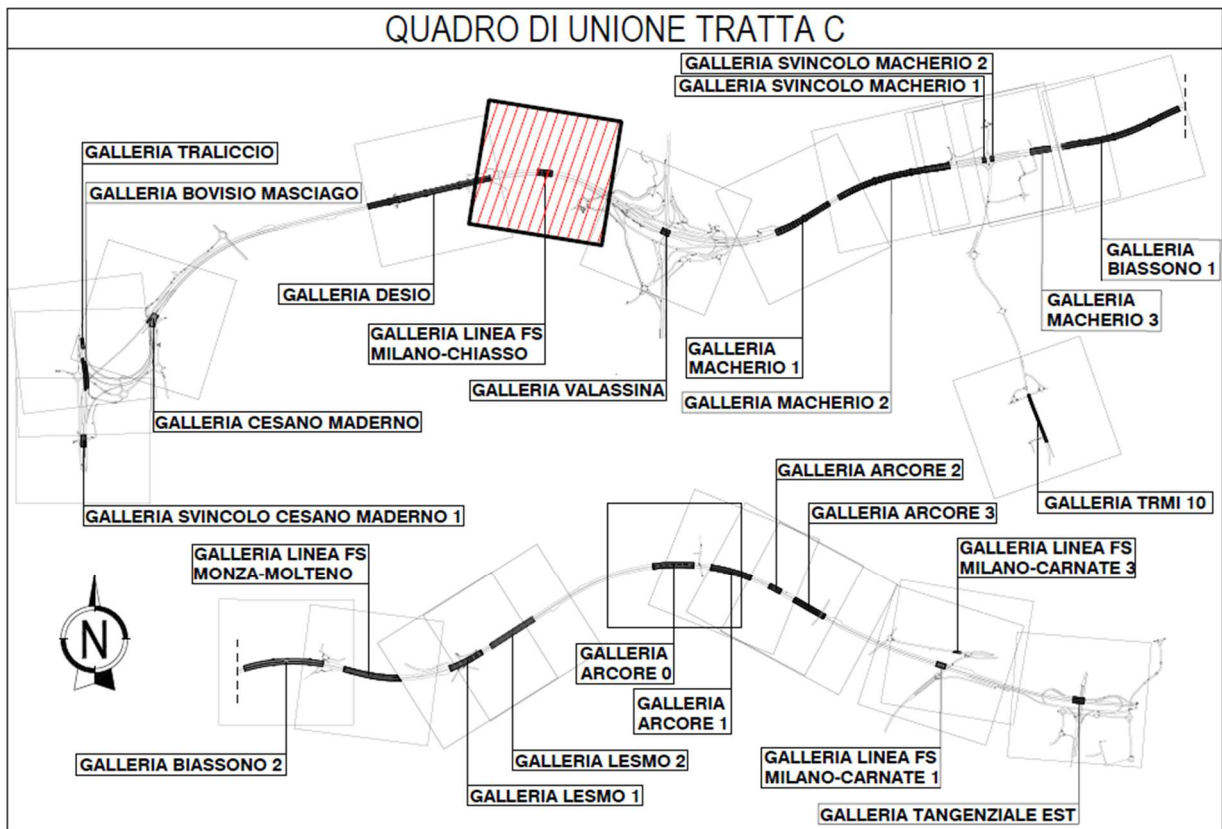 QUADRO DI UNIONE TRATTA C
GALLERIA SVINCOLO MACHERIO 2
GALLERIA SVINCOLO MACHERIO 1
GALLERIA TRALICCIO
GALLERIA BOVISIO MASCIAGO
GALLERIA DESIO
GALLERIA LINEA FS
MILANO-CHIASSO
GALLERIA VALASSINA
GALLERIA
MACHERIO 1
GALLERIA MACHERIO 2
GALLERIA
BIASSONO 1
GALLERIA
MACHERIO 3
GALLERIA CESANO MADERNO
GALLERIA SVINCOLO CESANO MADERNO 1
GALLERIA TRMI 10
GALLERIA LINEA FS
MONZA-MOLTENO
GALLERIA ARCORE 2
GALLERIA ARCORE 3
GALLERIA LINEA FS
MILANO-CARNATE 3
N
GALLERIA
ARCORE 0
GALLERIA
ARCORE 1
GALLERIA BIASSONO 2
GALLERIA LESMO 2
GALLERIA LESMO 1
GALLERIA LINEA FS
MILANO-CARNATE 1
GALLERIA TANGENZIALE EST